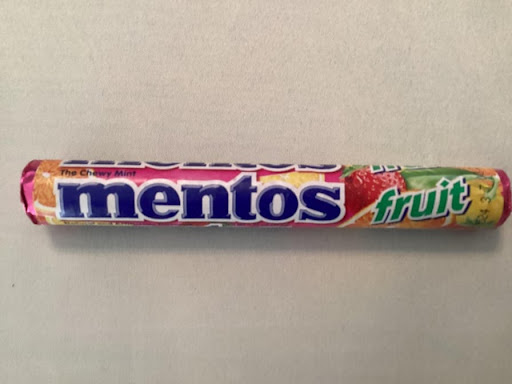 The Chewy Mint
mentos
fruit